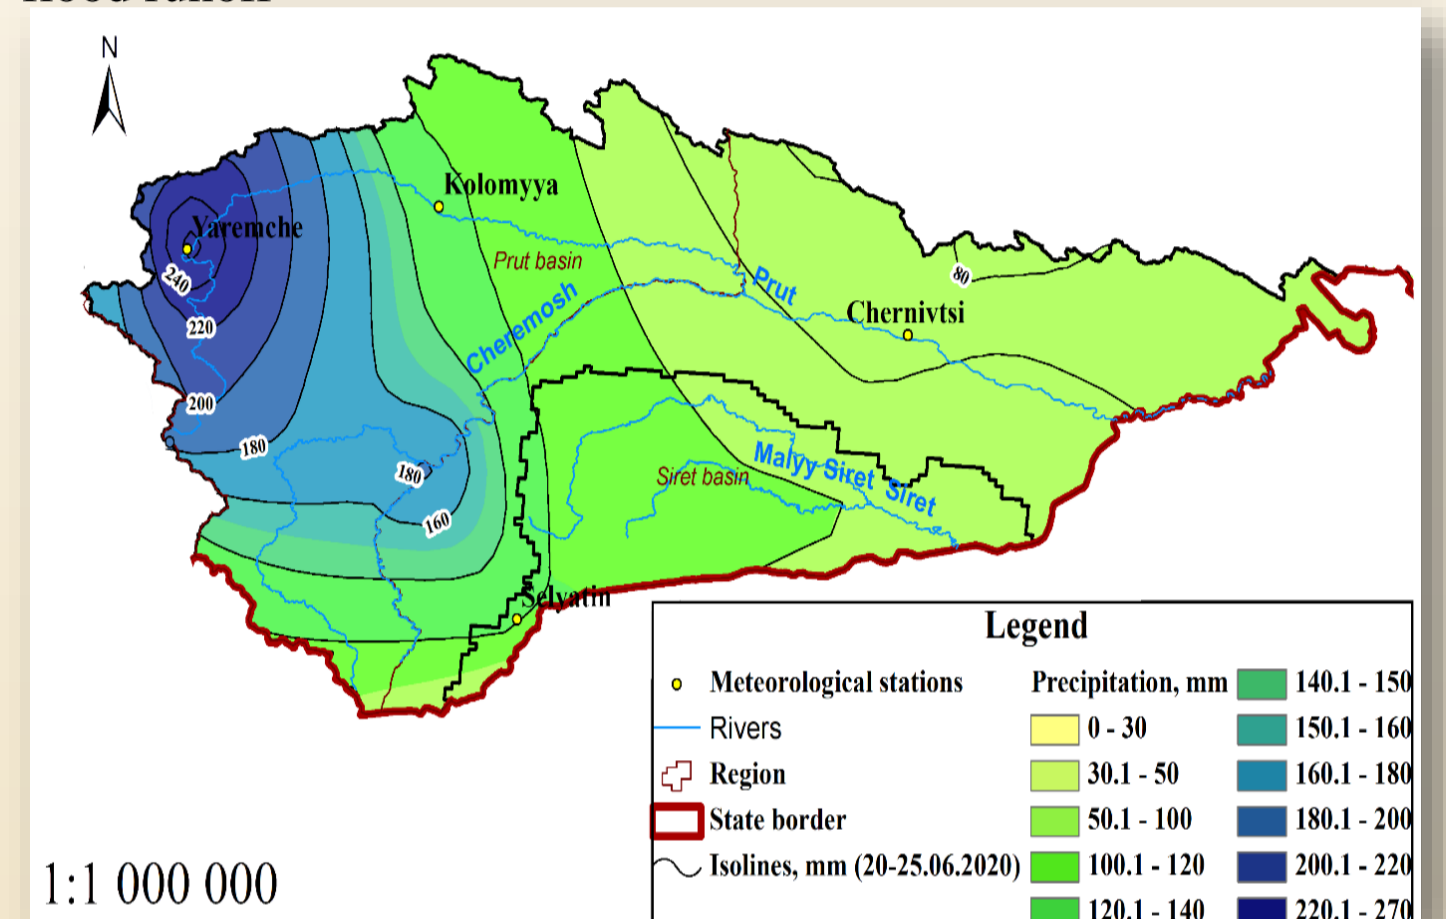 N
Kolomyya
Yaremche
Prut basin
240
Prut
80
Cheremosh
Chernivtsi
220
200
180
180
Malyy Siret Siret
Siret basin
160
Selyatin
Legend
Meteorological stations
Rivers
Region
State border
Isolines, mm (20-25.06.2020)
Precipitation, mm
0 - 30
30.1 - 50
50.1 - 100
100.1 - 120
120.1 - 140
140.1 - 150
150.1 - 160
160.1 - 180
180.1 - 200
200.1 - 220
220.1 - 270
1:1 000 000